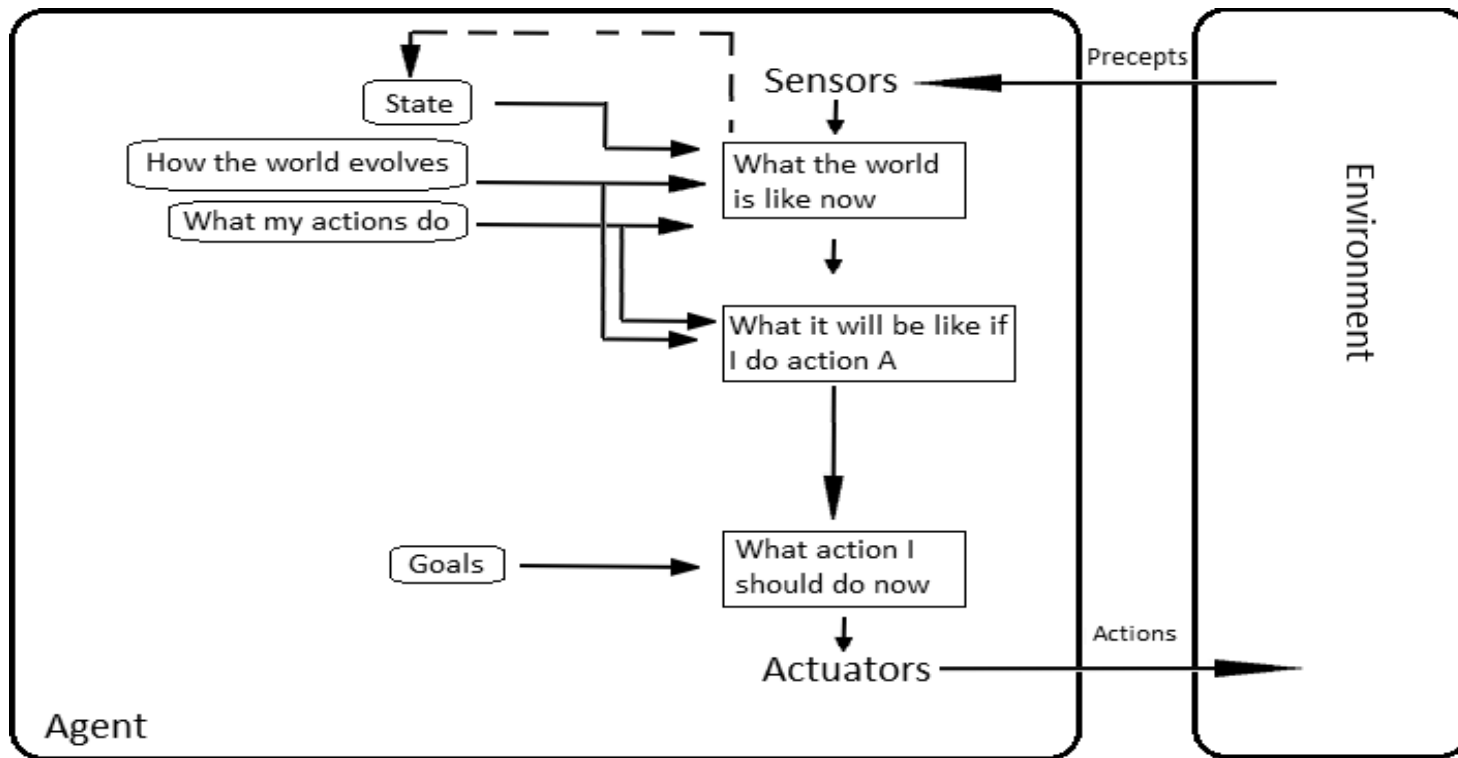 Precepts
Sensors
State
How the world evolves
What the world
is like now
What my actions do
Environment
What it will be like if
I do action A
What action I
should do now
Goals
Actions
Actuators
Agent